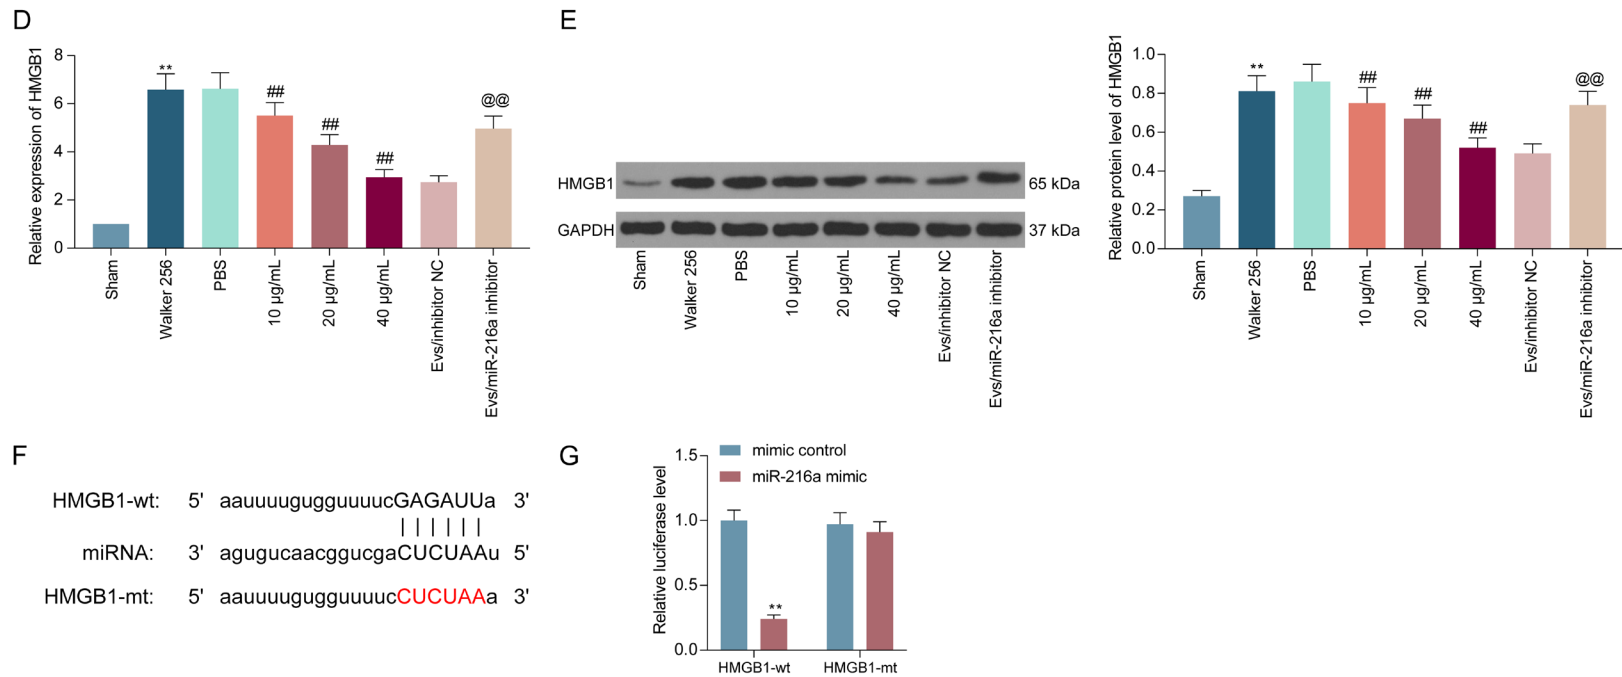 D
Relative expression of HMGB1
8
6
4
2
0
**
##
##
##
@@
Sham
Walker 256
PBS
10 µg/mL
20 µg/mL
40 µg/mL
Evs/inhibitor NC
Evs/miR-216a inhibitor
E
HMGB1
65 kDa
GAPDH
37 kDa
Sham
Walker 256
PBS
10 µg/mL
20 µg/mL
40 µg/mL
Evs/inhibitor NC
Evs/miR-216a inhibitor
Relative protein level of HMGB1
1.0
0.8
0.6
0.4
0.2
0.0
**
##
##
##
@@
Sham
Walker 256
PBS
10 µg/mL
20 µg/mL
40 µg/mL
Evs/inhibitor NC
Evs/miR-216a inhibitor
F
HMGB1-wt: 5' aauuuugugguuuucGAGAUUa 3'
miRNA: 3' agugucaacggucgaCUCUAAu 5'
HMGB1-mt: 5' aauuuugugguuuucCUCUAAa 3'
G
mimic control
miR-216a mimic
Relative luciferase level
1.5
1.0
0.5
0.0
**
HMGB1-wt
HMGB1-mt